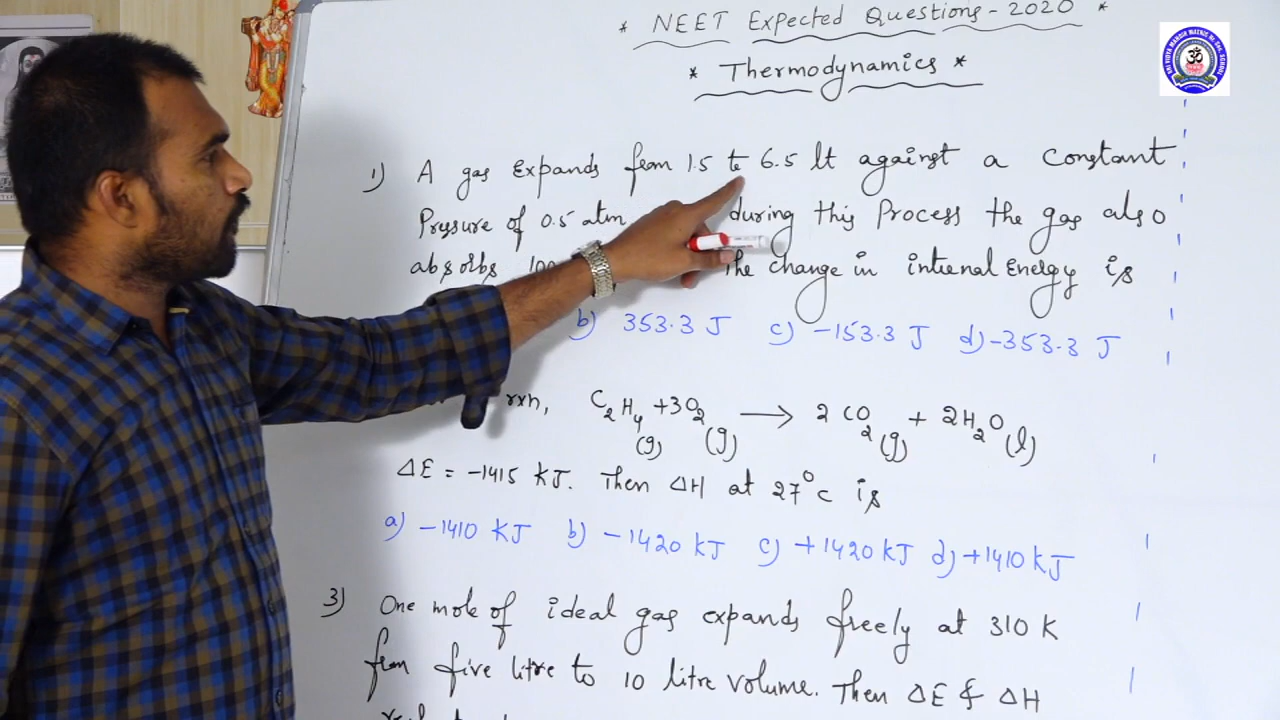 * NEET Expected Questions - 2020 *
* Thermodynamics *
1) A gas Expands from 1.5 to 6.5 lt against a constant
Pressure of 0.5 atm during this Process the gas also
absorbs 100 The change in internal Energy is
b) 353.3 J c) -153.3 J d) -353.3 J
rxn, C2H4(g) + 3O2(g) → 2CO2(g) + 2H2O(l)
ΔE = -1415 KJ. Then ΔH at 27°C is
a) -1410 KJ b) -1420 KJ c) +1420 KJ d) +1410 KJ
3) One mole of ideal gas expands freely at 310 K
from five litre to 10 litre volume. Then ΔE & ΔH